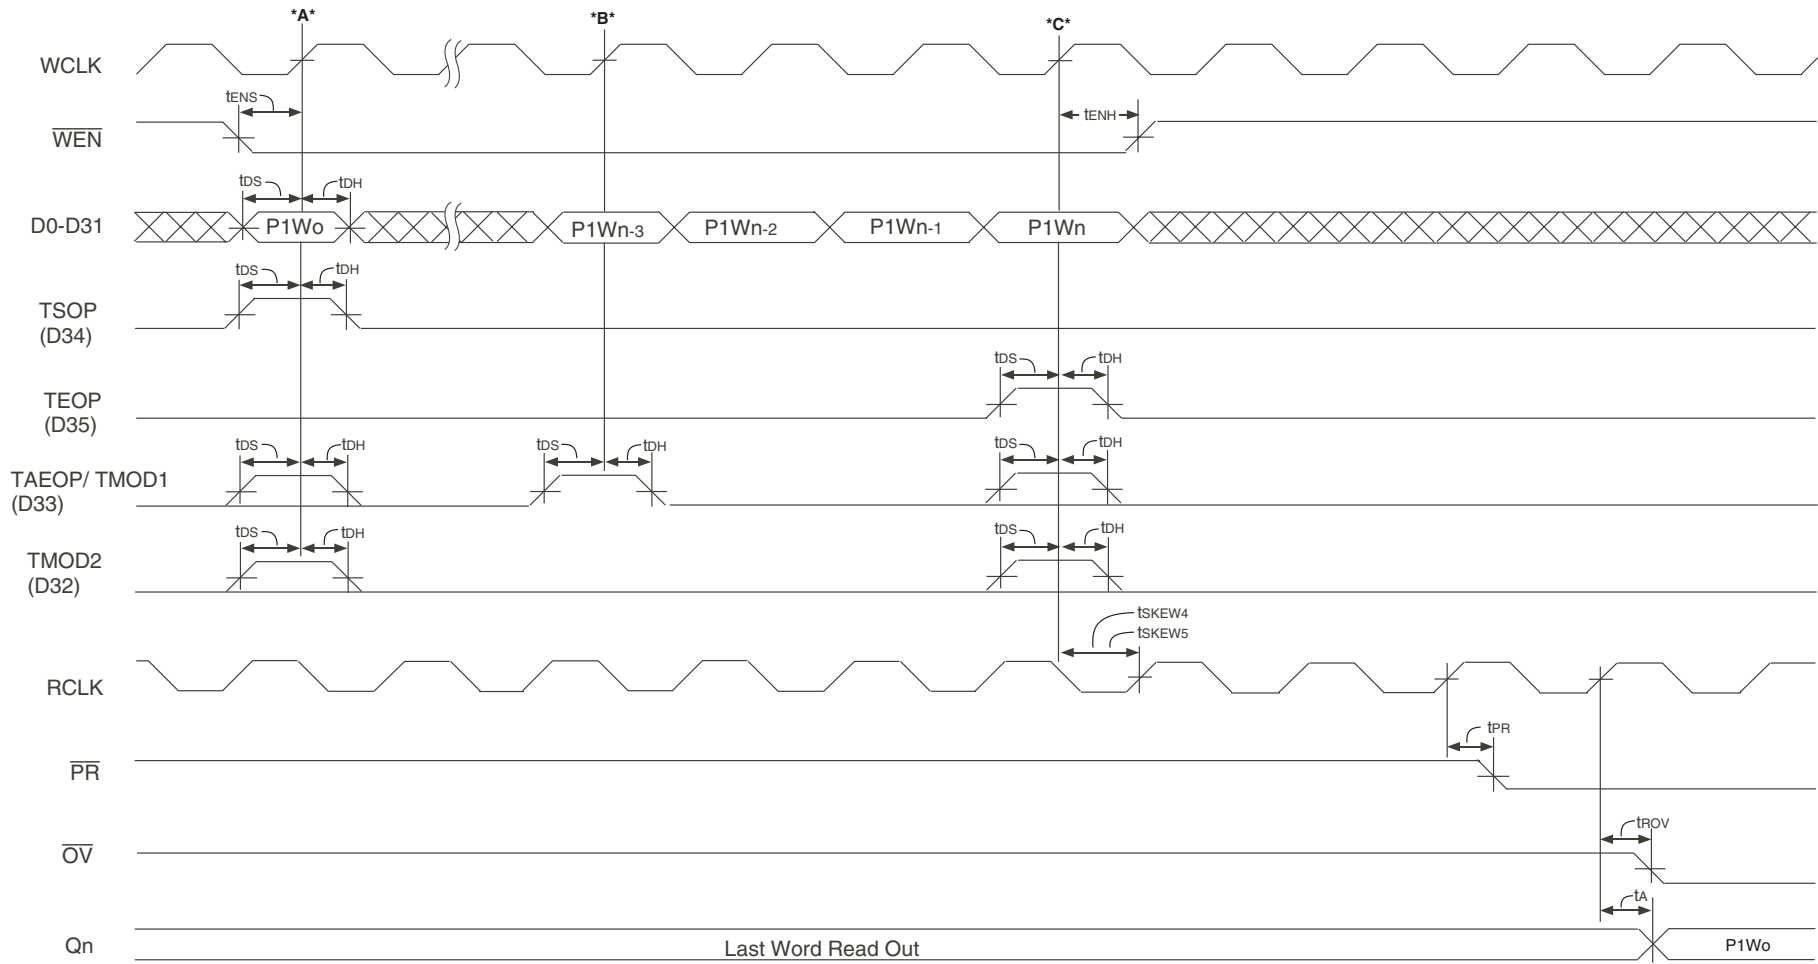 *A*
*B*
*C*
WCLK
tENS
tENH
WEN
tDS
tDH
D0-D31
P1Wo
P1Wn-3
P1Wn-2
P1Wn-1
P1Wn
tDS
tDH
TSOP
(D34)
tDS
tDH
TEOP
(D35)
tDS
tDH
tDS
tDH
tDS
tDH
TAEOP/ TMOD1
(D33)
tDS
tDH
tDS
tDH
TMOD2
(D32)
tSKEW4
tSKEW5
RCLK
tPR
PR
tROV
OV
tA
Qn
Last Word Read Out
P1Wo